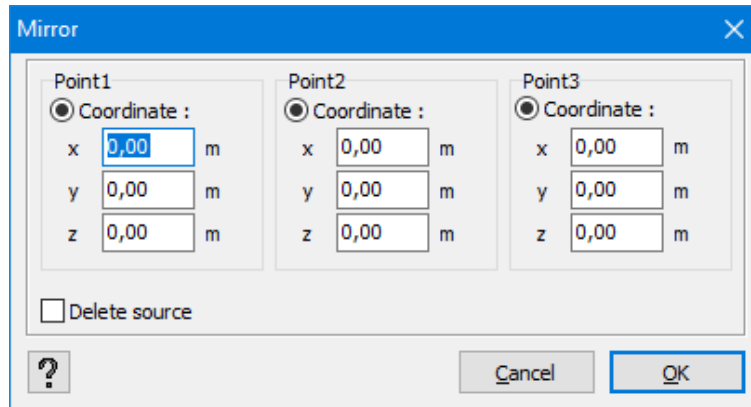 Mirror
Point1 Point2 Point3
Coordinate : Coordinate : Coordinate :
x 0,00 m x 0,00 m x 0,00 m
y 0,00 m y 0,00 m y 0,00 m
z 0,00 m z 0,00 m z 0,00 m
Delete source
? Cancel OK